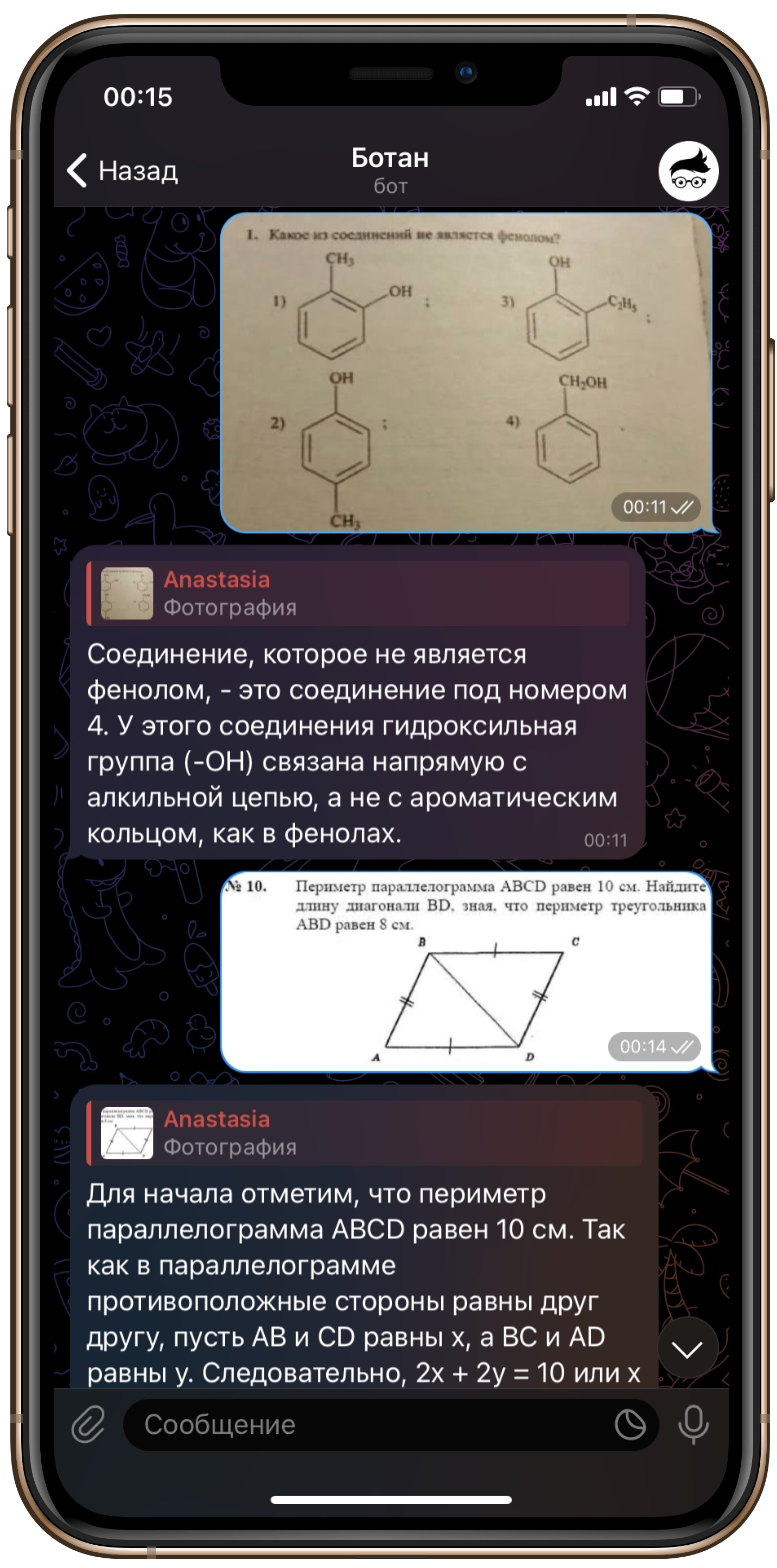 00:15
Назад
Ботан
бот
1. Какое из соединений не является фенолом?
CH₃
OH
1)
OH
;
3)
C₂H₅
;
OH
CH₂OH
2)
;
4)
.
CH₃
00:11
Anastasia
Фотография
Соединение, которое не является
фенолом, - это соединение под номером
4. У этого соединения гидроксильная
группа (-OH) связана напрямую с
алкильной цепью, а не с ароматическим
кольцом, как в фенолах.
00:11
№ 10. Периметр параллелограмма ABCD равен 10 см. Найдите
длину диагонали BD, зная, что периметр треугольника
ABD равен 8 см.
B
C
A
D
00:14
Anastasia
Фотография
Для начала отметим, что периметр
параллелограмма ABCD равен 10 см. Так
как в параллелограмме
противоположные стороны равны друг
другу, пусть AB и CD равны x, а BC и AD
равны y. Следовательно, 2x + 2y = 10 или x
Сообщение